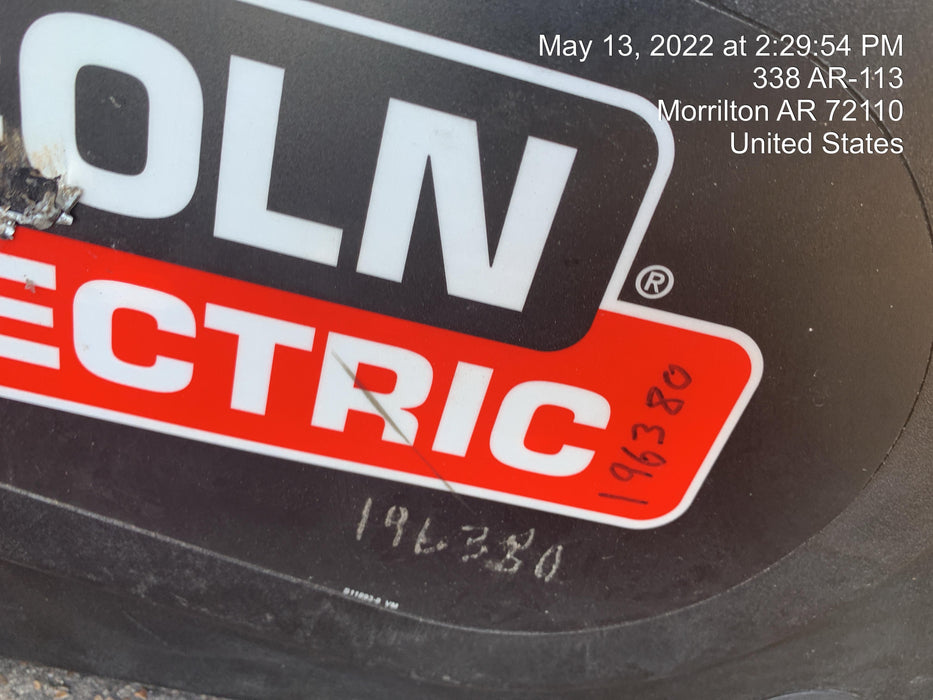 May 13, 2022 at 2:29:54 PM
338 AR-113
Morrilton AR 72110
United States
OLN
®
ECTRIC
196380
196380